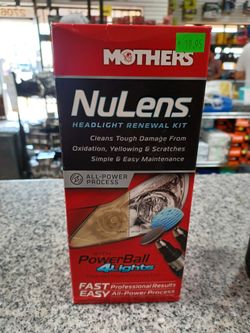 MOTHERS
NuLens
HEADLIGHT RENEWAL KIT
Cleans Tough Damage From
Oxidation, Yellowing & Scratches
Simple & Easy Maintenance
ALL-POWER
PROCESS
PowerBall
4Lights
FAST Professional Results
EASY All-Power Process